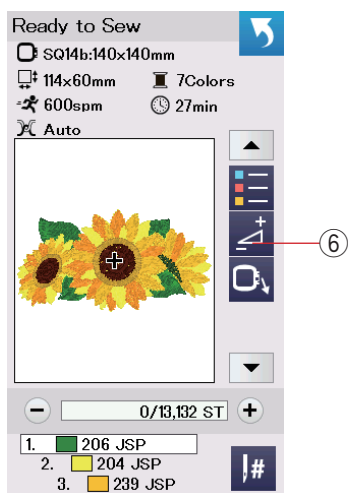 Ready to Sew
SQ14b:140x140mm
114x60mm 7Colors
600spm 27min
Auto
⑥
0/13,132 ST
1. 206 JSP
2. 204 JSP
3. 239 JSP
#